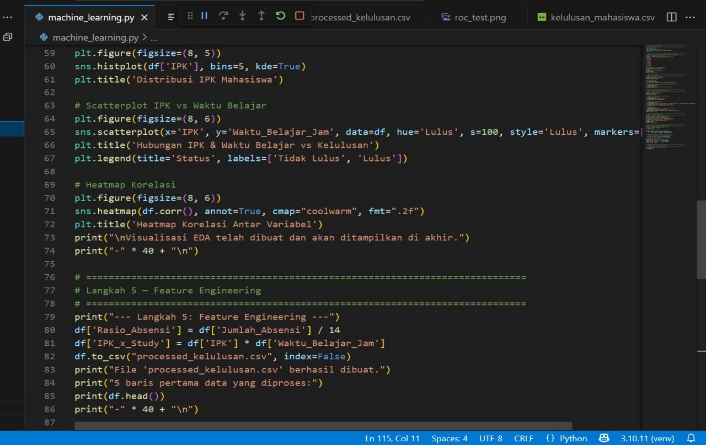 machine_learning.py
processed_kelulusan.csv
roc_test.png
kelulusan_mahasiswa.csv
machine_learning.py > ...
59 plt.figure(figsize=(8, 5))
60 sns.histplot(df['IPK'], bins=5, kde=True)
61 plt.title('Distribusi IPK Mahasiswa')
62
63 # Scatterplot IPK vs Waktu Belajar
64 plt.figure(figsize=(8, 6))
65 sns.scatterplot(x='IPK', y='Waktu_Belajar_Jam', data=df, hue='Lulus', s=100, style='Lulus', markers=[
66 plt.title('Hubungan IPK & Waktu Belajar vs Kelulusan')
67 plt.legend(title='Status', labels=['Tidak Lulus', 'Lulus'])
68
69 # Heatmap Korelasi
70 plt.figure(figsize=(8, 6))
71 sns.heatmap(df.corr(), annot=True, cmap="coolwarm", fmt=".2f")
72 plt.title('Heatmap Korelasi Antar Variabel')
73 print("\nVisualisasi EDA telah dibuat dan akan ditampilkan di akhir.")
74 print("-" * 40 + "\n")
75
76 # ==============================================================================
77 # Langkah 5 — Feature Engineering
78 # ==============================================================================
79 print("--- Langkah 5: Feature Engineering ---")
80 df['Rasio_Absensi'] = df['Jumlah_Absensi'] / 14
81 df['IPK_x_Study'] = df['IPK'] * df['Waktu_Belajar_Jam']
82 df.to_csv("processed_kelulusan.csv", index=False)
83 print("File 'processed_kelulusan.csv' berhasil dibuat.")
84 print("5 baris pertama data yang diproses:")
85 print(df.head())
86 print("-" * 40 + "\n")
87
Ln 115, Col 11 Spaces: 4 UTF-8 CRLF {} Python 3.10.11 (venv)